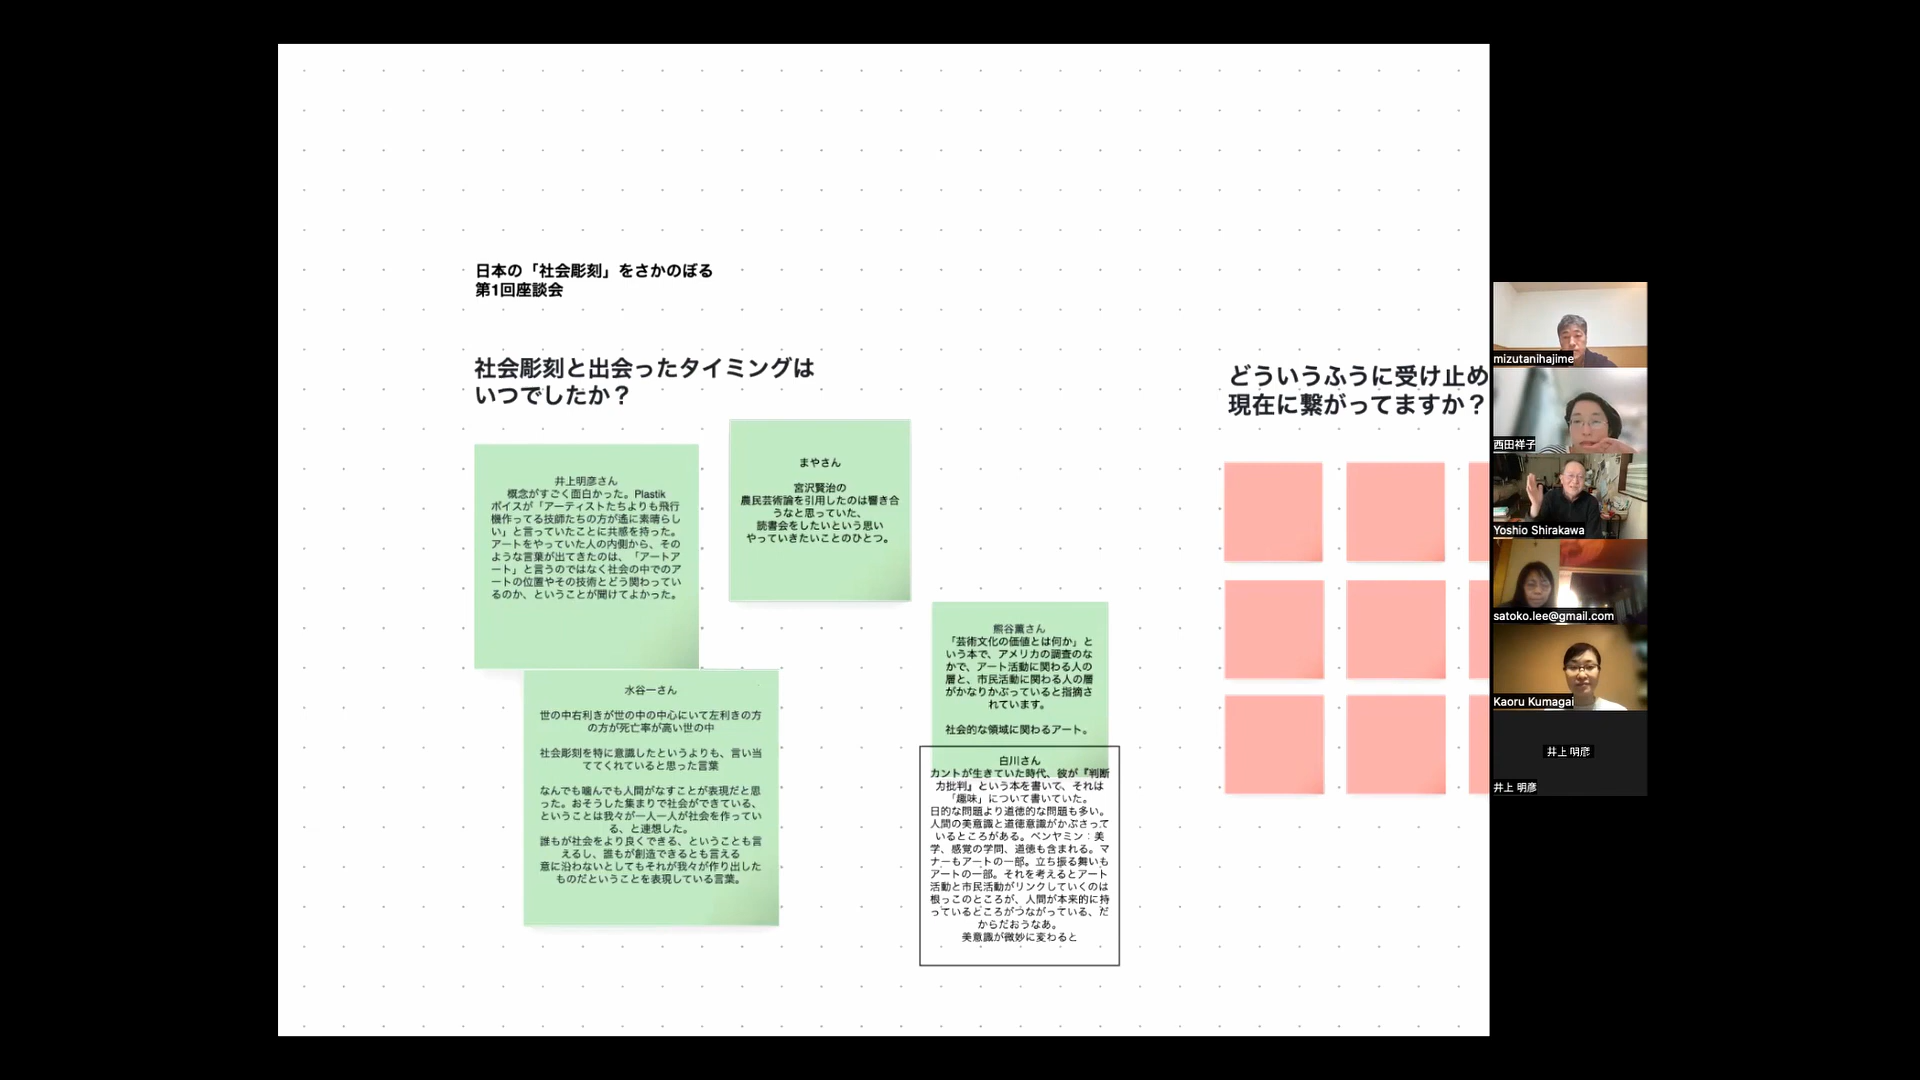 日本の「社会彫刻」をさかのぼる
第1回座談会
社会彫刻と出会ったタイミングは
いつでしたか？
井上明彦さん
概念がすごく面白かった。Plastik
ボイスが「アーティストたちよりも飛行
機作ってる技師たちの方が遙に素晴らし
い」と言っていたことに共感を持った。
アートをやっていた人の内側から、その
ような言葉が出てきたのは、「アートア
ート」と言うのではなく社会の中でのア
ートの位置やその技術とどう関わってい
るのか、ということが聞けてよかった。
まやさん
宮沢賢治の
農民芸術論を引用したのは響き合
うなと思っていた、
読書会をしたいという思い
やっていきたいことのひとつ。
水谷一さん
世の中右利きが世の中の中心にいて左利きの方
の方が死亡率が高い世の中
社会彫刻を特に意識したというよりも、言い当
ててくれていると思った言葉
なんでも噛んでも人間がなすことが表現だと思
った。おそうした集まりで社会ができている、
ということは我々が一人一人が社会を作ってい
る、と連想した。
誰もが社会をより良くできる、ということも言
えるし、誰もが創造できるとも言える
意に沿わないとしてもそれが我々が作り出した
ものだということを表現している言葉。
熊谷薫さん
「芸術文化の価値とは何か」と
いう本で、アメリカの調査のな
かで、アート活動に関わる人の
層と、市民活動に関わる人の層
がかなりかぶっていると指摘さ
れています。
社会的な領域に関わるアート。
白川さん
カントが生きていた時代、彼が『判断
力批判』という本を書いて、それは
「趣味」について書いていた。
日的な問題より道徳的な問題も多い。
人間の美意識と道徳意識がかぶさって
いるところがある。ベンヤミン：美
学、感覚の学問、道徳も含まれる。マ
ナーもアートの一部。立ち振る舞いも
アートの一部。それを考えるとアート
活動と市民活動がリンクしていくのは
根っこのところが、人間が本来的に持
っているどころがつながっている、だ
からだおうなあ。
美意識が微妙に変わると
どういうふうに受け止め
現在に繋がってますか？
mizutanihajime
西田祥子
Yoshio Shirakawa
satoko.lee@gmail.com
Kaoru Kumagai
井上 明彦
井上 明彦